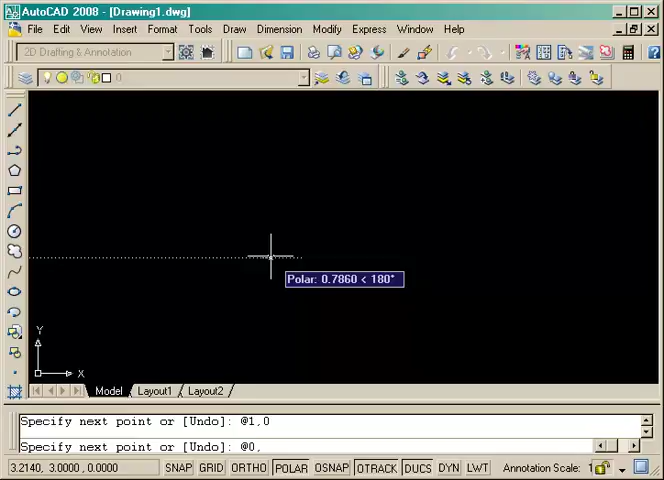 AutoCAD 2008 - [Drawing1.dwg]
File Edit View Insert Format Tools Draw Dimension Modify Express Window Help
2D Drafting & Annotation
0
Polar: 0.7860 < 180°
Y
X
Model Layout1 Layout2
Specify next point or [Undo]: @1,0
Specify next point or [Undo]: @0,
3.2140, 3.0000, 0.0000 SNAP GRID ORTHO POLAR OSNAP OTRACK DUCS DYN LWT Annotation Scale: 1